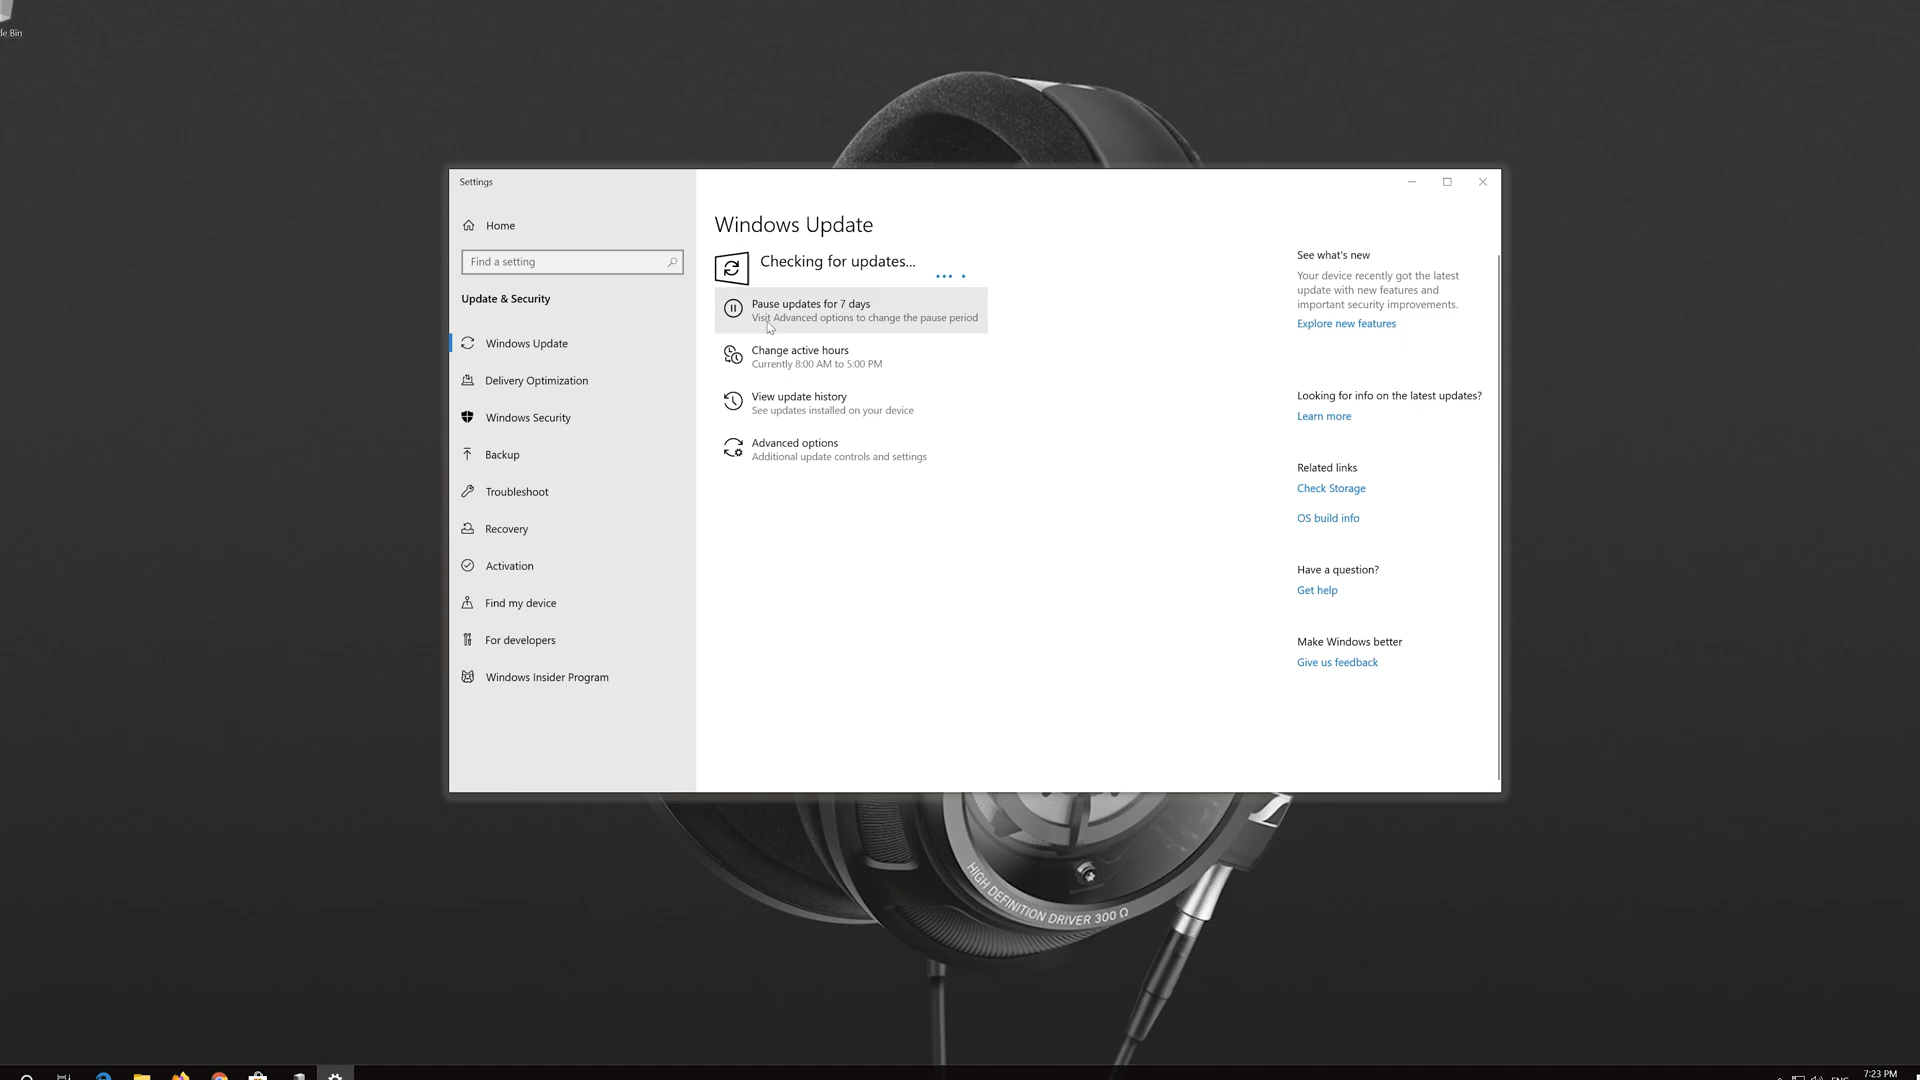 de Bin
Settings
Home
Find a setting
Update & Security
Windows Update
Delivery Optimization
Windows Security
Backup
Troubleshoot
Recovery
Activation
Find my device
For developers
Windows Insider Program
Windows Update
Checking for updates...
Pause updates for 7 days
Visit Advanced options to change the pause period
Change active hours
Currently 8:00 AM to 5:00 PM
View update history
See updates installed on your device
Advanced options
Additional update controls and settings
See what's new
Your device recently got the latest
update with new features and
important security improvements.
Explore new features
Looking for info on the latest updates?
Learn more
Related links
Check Storage
OS build info
Have a question?
Get help
Make Windows better
Give us feedback
HIGH DEFINITION DRIVER 300 Ω
ENG
7:23 PM